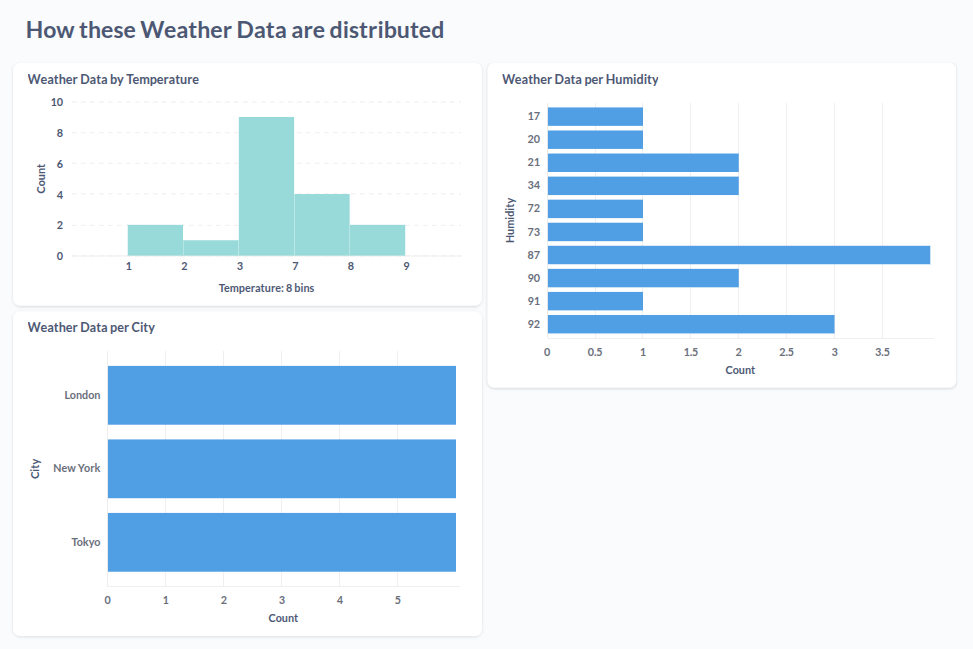 How these Weather Data are distributed
Weather Data by Temperature
Count
10
8
6
4
2
0
1 2 3 7 8 9
Temperature: 8 bins
Weather Data per Humidity
Humidity
17
20
21
34
72
73
87
90
91
92
0 0.5 1 1.5 2 2.5 3 3.5
Count
Weather Data per City
City
London
New York
Tokyo
0 1 2 3 4 5
Count